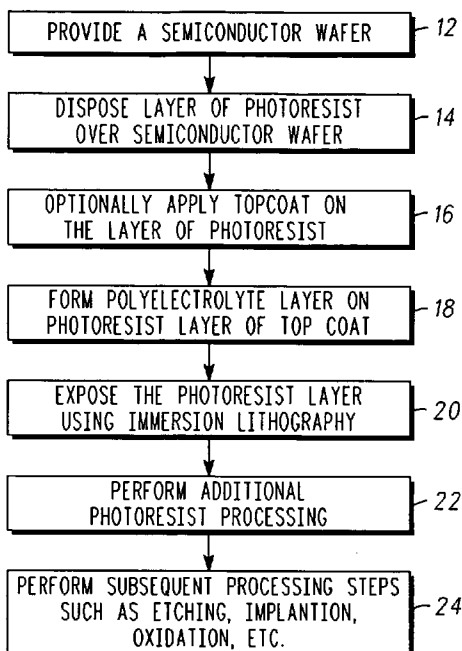 PROVIDE A SEMICONDUCTOR WAFER
12
DISPOSE LAYER OF PHOTORESIST
OVER SEMICONDUCTOR WAFER
14
OPTIONALLY APPLY TOPCOAT ON
THE LAYER OF PHOTORESIST
16
FORM POLYELECTROLYTE LAYER ON
PHOTORESIST LAYER OF TOP COAT
18
EXPOSE THE PHOTORESIST LAYER
USING IMMERSION LITHOGRAPHY
20
PERFORM ADDITIONAL
PHOTORESIST PROCESSING
22
PERFORM SUBSEQUENT PROCESSING STEPS
SUCH AS ETCHING, IMPLANTION,
OXIDATION, ETC.
24